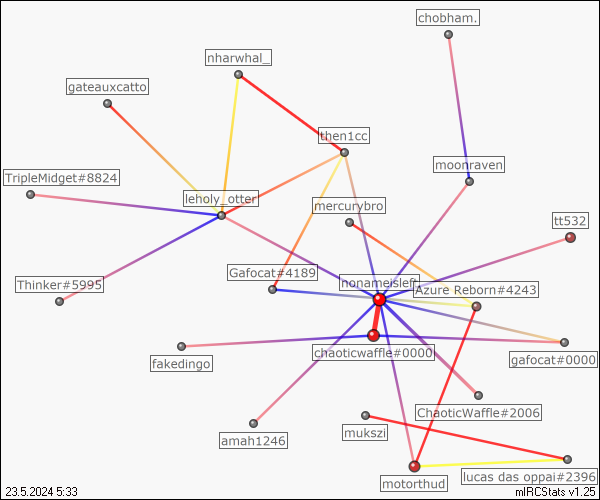 chobham.
nharwhal_
gateauxcatto
then1cc
moonraven
TripleMidget#8824
leholy_otter
mercurybro
tt532
Gafocat#4189
nonameisleft
Thinker#5995
Azure Reborn#4243
chaoticwaffle#0000
gafocat#0000
fakedingo
ChaoticWaffle#2006
mukszi
amah1246
motorthud
lucas das oppai#2396
23.5.2024 5:33
mIRCStats v1.25